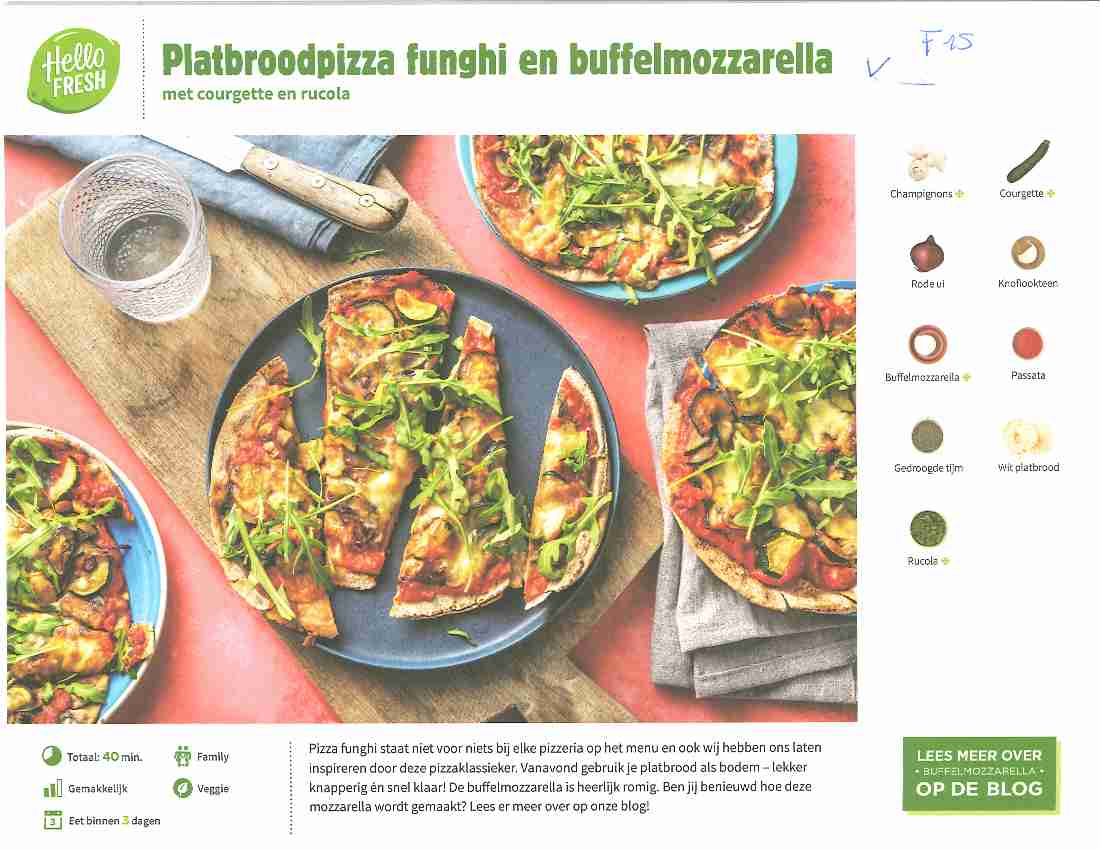 Hello
FRESH
Platbroodpizza funghi en buffelmozzarella
met courgette en rucola
F15
Champignons
Courgette
Rode ui
Knoflookteen
Buffelmozzarella
Passata
Gedroogde tijm
Wit platbrood
Rucola
Totaal: 40 min.
Family
Gemakkelijk
Veggie
3
Eet binnen 3 dagen
Pizza funghi staat niet voor niets bij elke pizzeria op het menu en ook wij hebben ons laten
inspireren door deze pizzaklassieker. Vanavond gebruik je platbrood als bodem – lekker
knapperig én snel klaar! De buffelmozzarella is heerlijk romig. Ben jij benieuwd hoe deze
mozzarella wordt gemaakt? Lees er meer over op onze blog!
LEES MEER OVER
• BUFFELMOZZARELLA •
OP DE BLOG